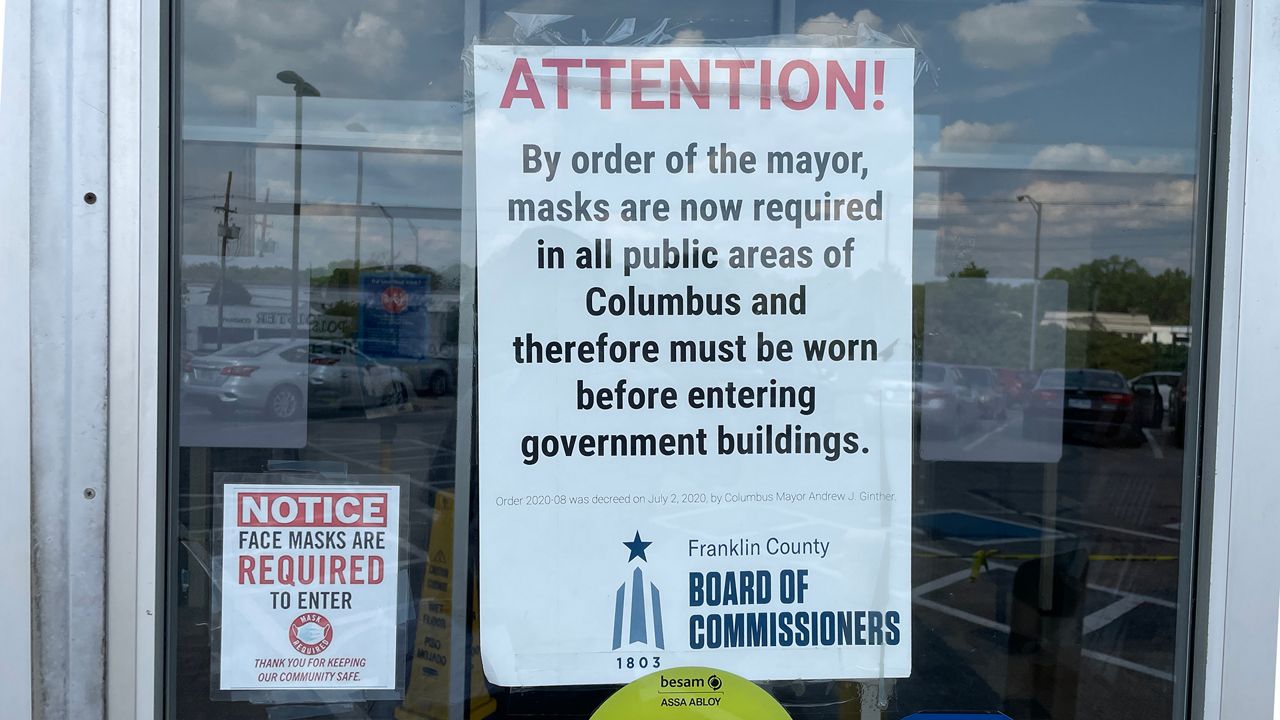 ATTENTION!
By order of the mayor,
masks are now required
in all public areas of
Columbus and
therefore must be worn
before entering
government buildings.
Order 2020-08 was decreed on July 2, 2020, by Columbus Mayor Andrew J. Ginther.
Franklin County
BOARD OF
COMMISSIONERS
1803
NOTICE
FACE MASKS ARE
REQUIRED
TO ENTER
MASK
REQUIRED
THANK YOU FOR KEEPING
OUR COMMUNITY SAFE.
besam
ASSA ABLOY